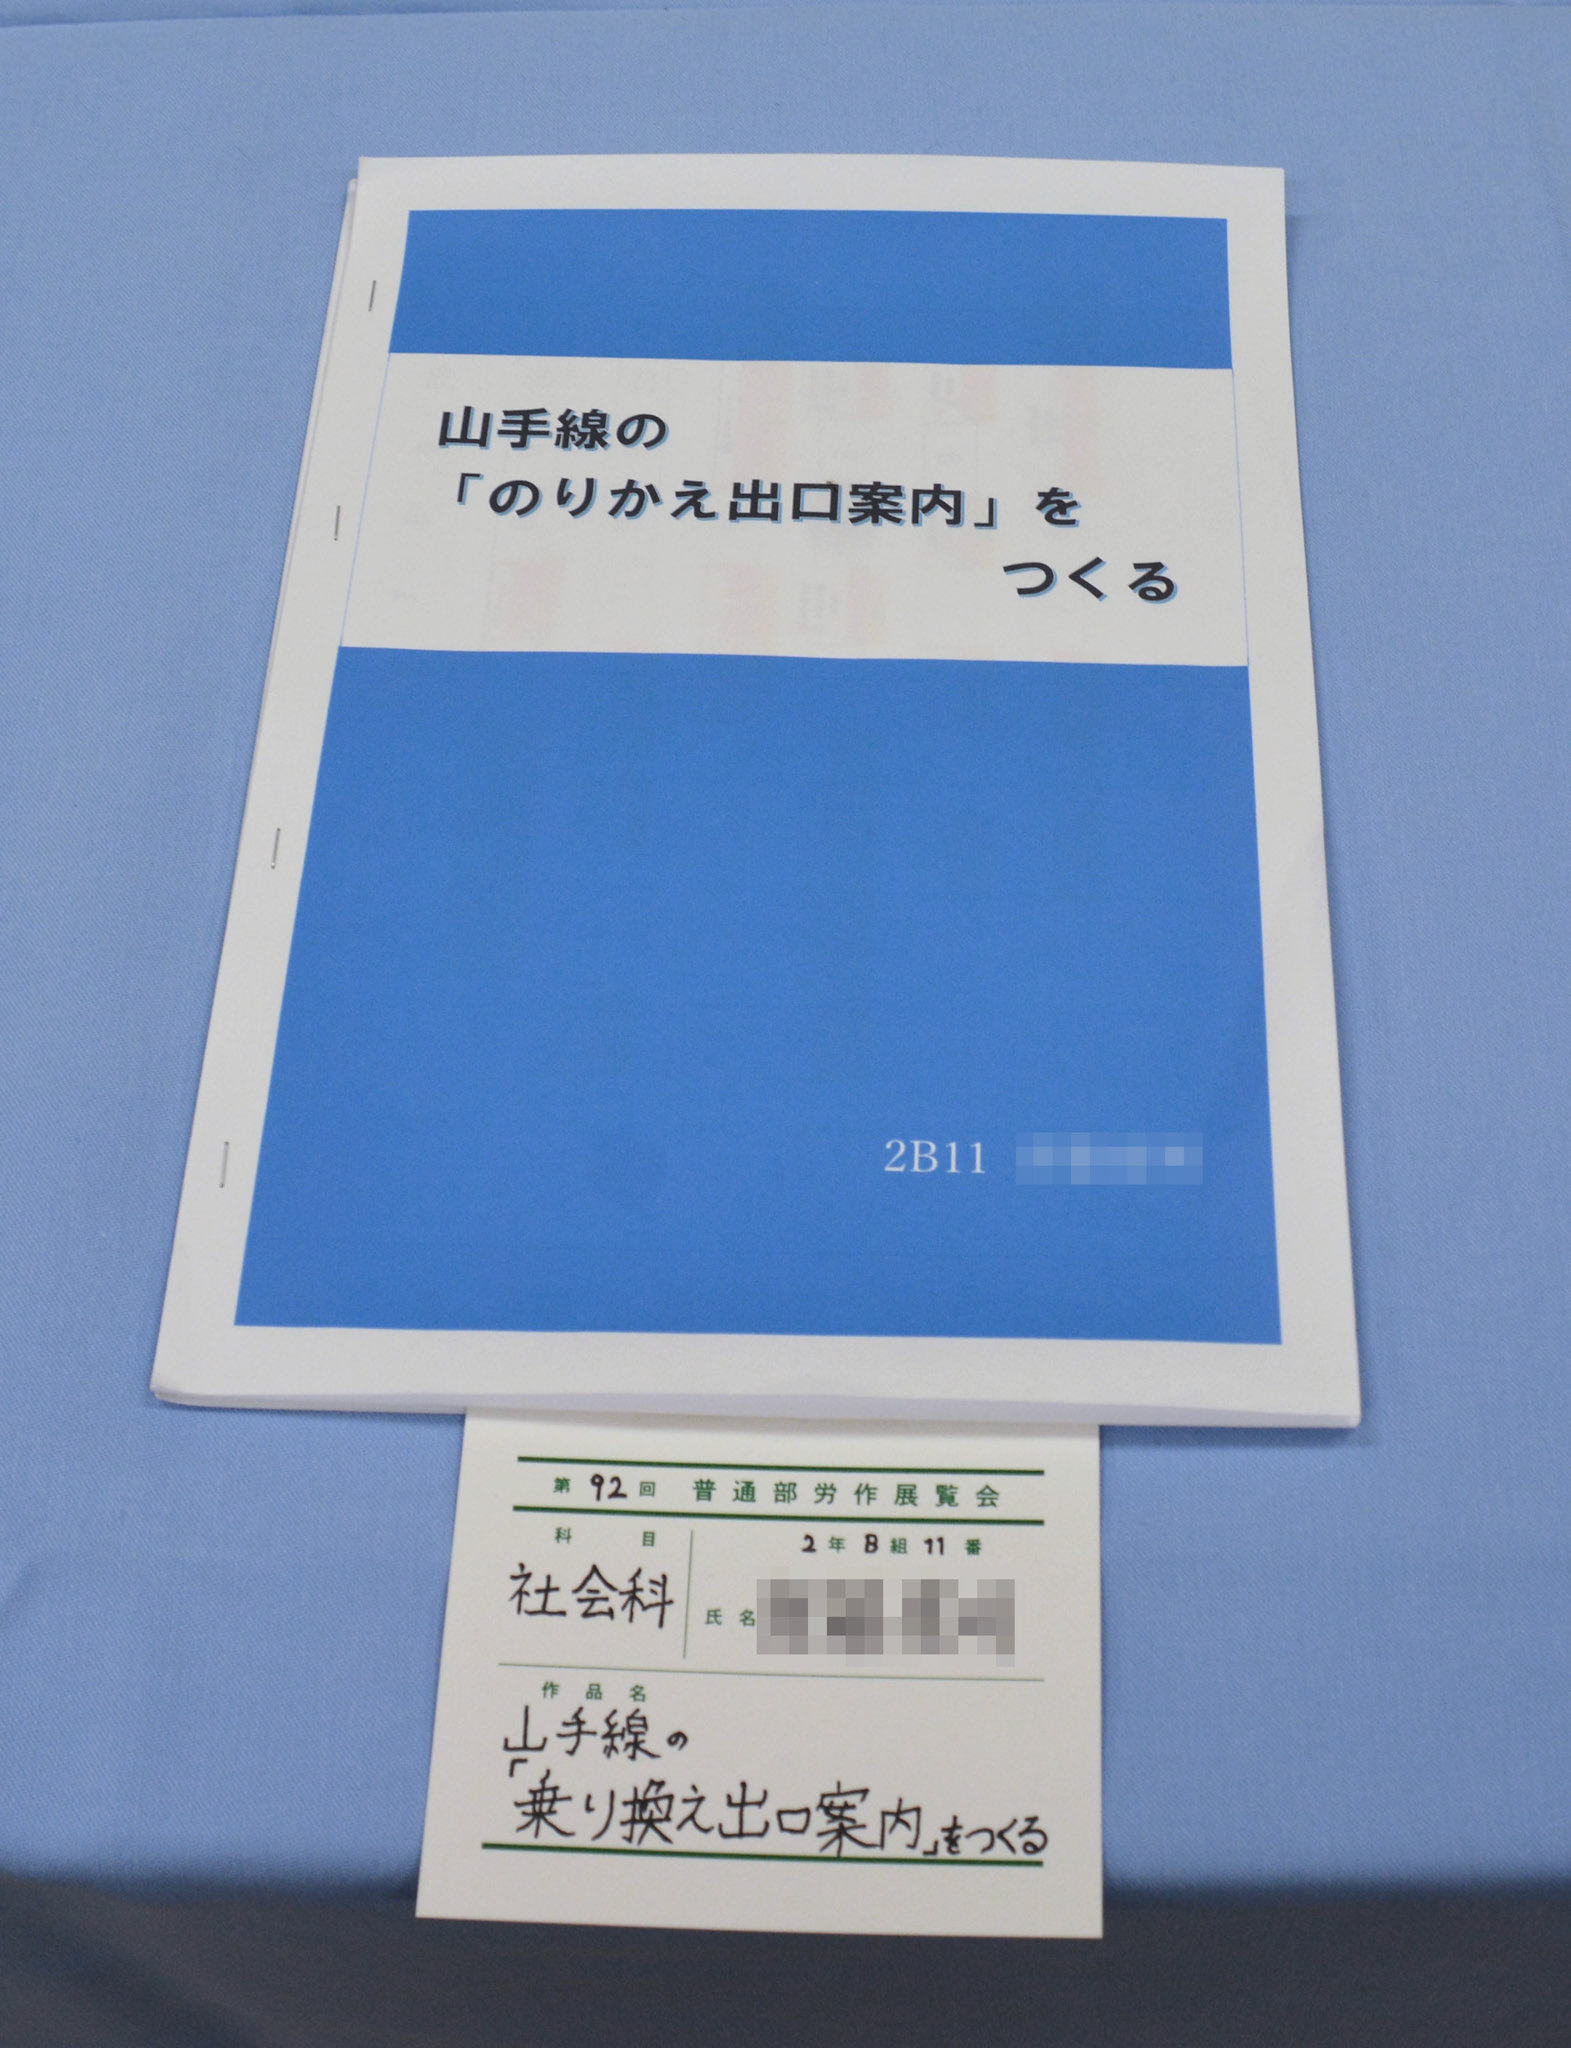 山手線の
「のりかえ出口案内」を
つくる
2B11
第92回 普通部労作展覧会
科目
2年B組11番
社会科
氏名
作品名
山手線の
「乗り換え出口案内」をつくる